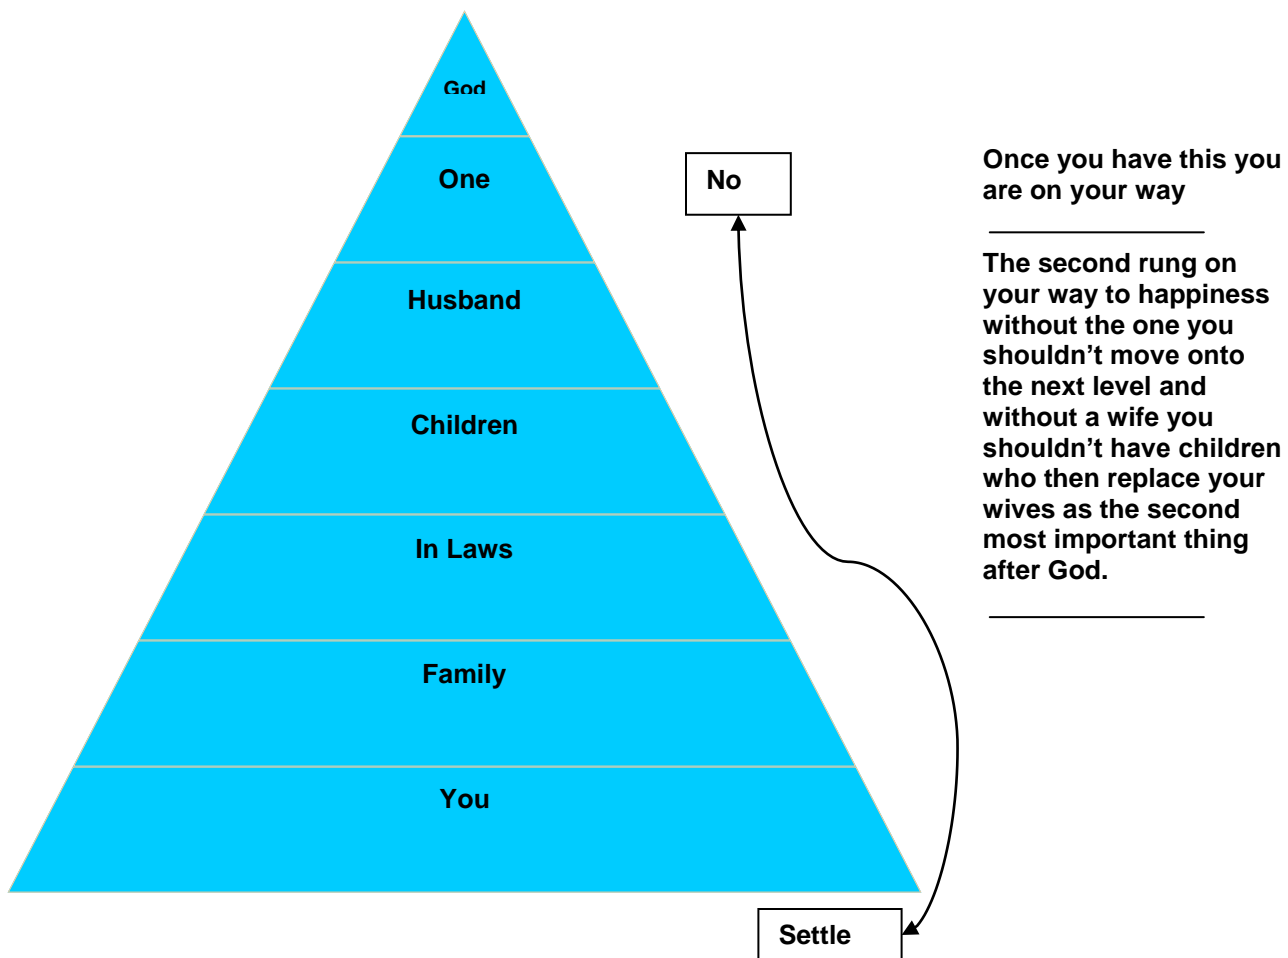 God
One
Husband
Children
In Laws
Family
You
No
Settle
Once you have this you
are on your way
The second rung on
your way to happiness
without the one you
shouldn’t move onto
the next level and
without a wife you
shouldn’t have children
who then replace your
wives as the second
most important thing
after God.